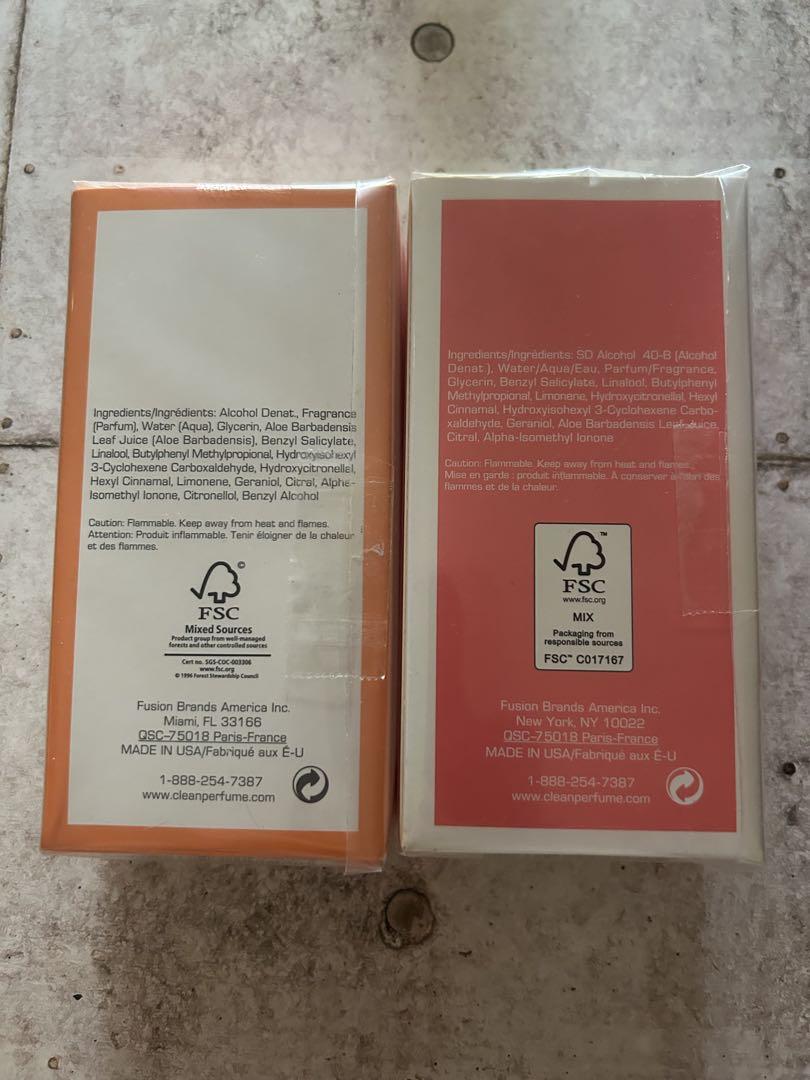 Ingredients/Ingrédients: Alcohol Denat., Fragrance
(Parfum), Water (Aqua), Glycerin, Aloe Barbadensis
Leaf Juice (Aloe Barbadensis), Benzyl Salicylate,
Linalool, Butylphenyl Methylpropional, Hydroxyisohexyl
3-Cyclohexene Carboxaldehyde, Hydroxycitronellel,
Hexyl Cinnamal, Limonene, Geraniol, Citral, Alpha-
Isomethyl Ionone, Citronellol, Benzyl Alcohol
Caution: Flammable. Keep away from heat and flames.
Attention: Produit inflammable. Tenir éloigner de la chaleur
et des flammes.
©
FSC
Mixed Sources
Product group from well-managed
forests and other controlled sources
Cert no. SGS-COC-003306
www.fsc.org
© 1996 Forest Stewardship Council
Fusion Brands America Inc.
Miami, FL 33166
QSC-75018 Paris-France
MADE IN USA/Fabriqué aux É-U
1-888-254-7387
www.cleanperfume.com
Ingredients/Ingrédients: SD Alcohol 40-B (Alcohol
Denat.), Water/Aqua/Eau, Parfum/Fragrance,
Glycerin, Benzyl Salicylate, Linalool, Butylphenyl
Methylpropional, Limonene, Hydroxycitronellal, Hexyl
Cinnamal, Hydroxyisohexyl 3-Cyclohexene Carbo-
xaldehyde, Geraniol, Aloe Barbadensis Leaf Juice,
Citral, Alpha-Isomethyl Ionone
Caution: Flammable. Keep away from heat and flames.
Mise en garde : produit inflammable. À conserver à l'abri des
flammes et de la chaleur.
™
FSC
www.fsc.org
MIX
Packaging from
responsible sources
FSC™ C017167
Fusion Brands America Inc.
New York, NY 10022
QSC-75018 Paris-France
MADE IN USA/Fabriqué aux É-U
1-888-254-7387
www.cleanperfume.com